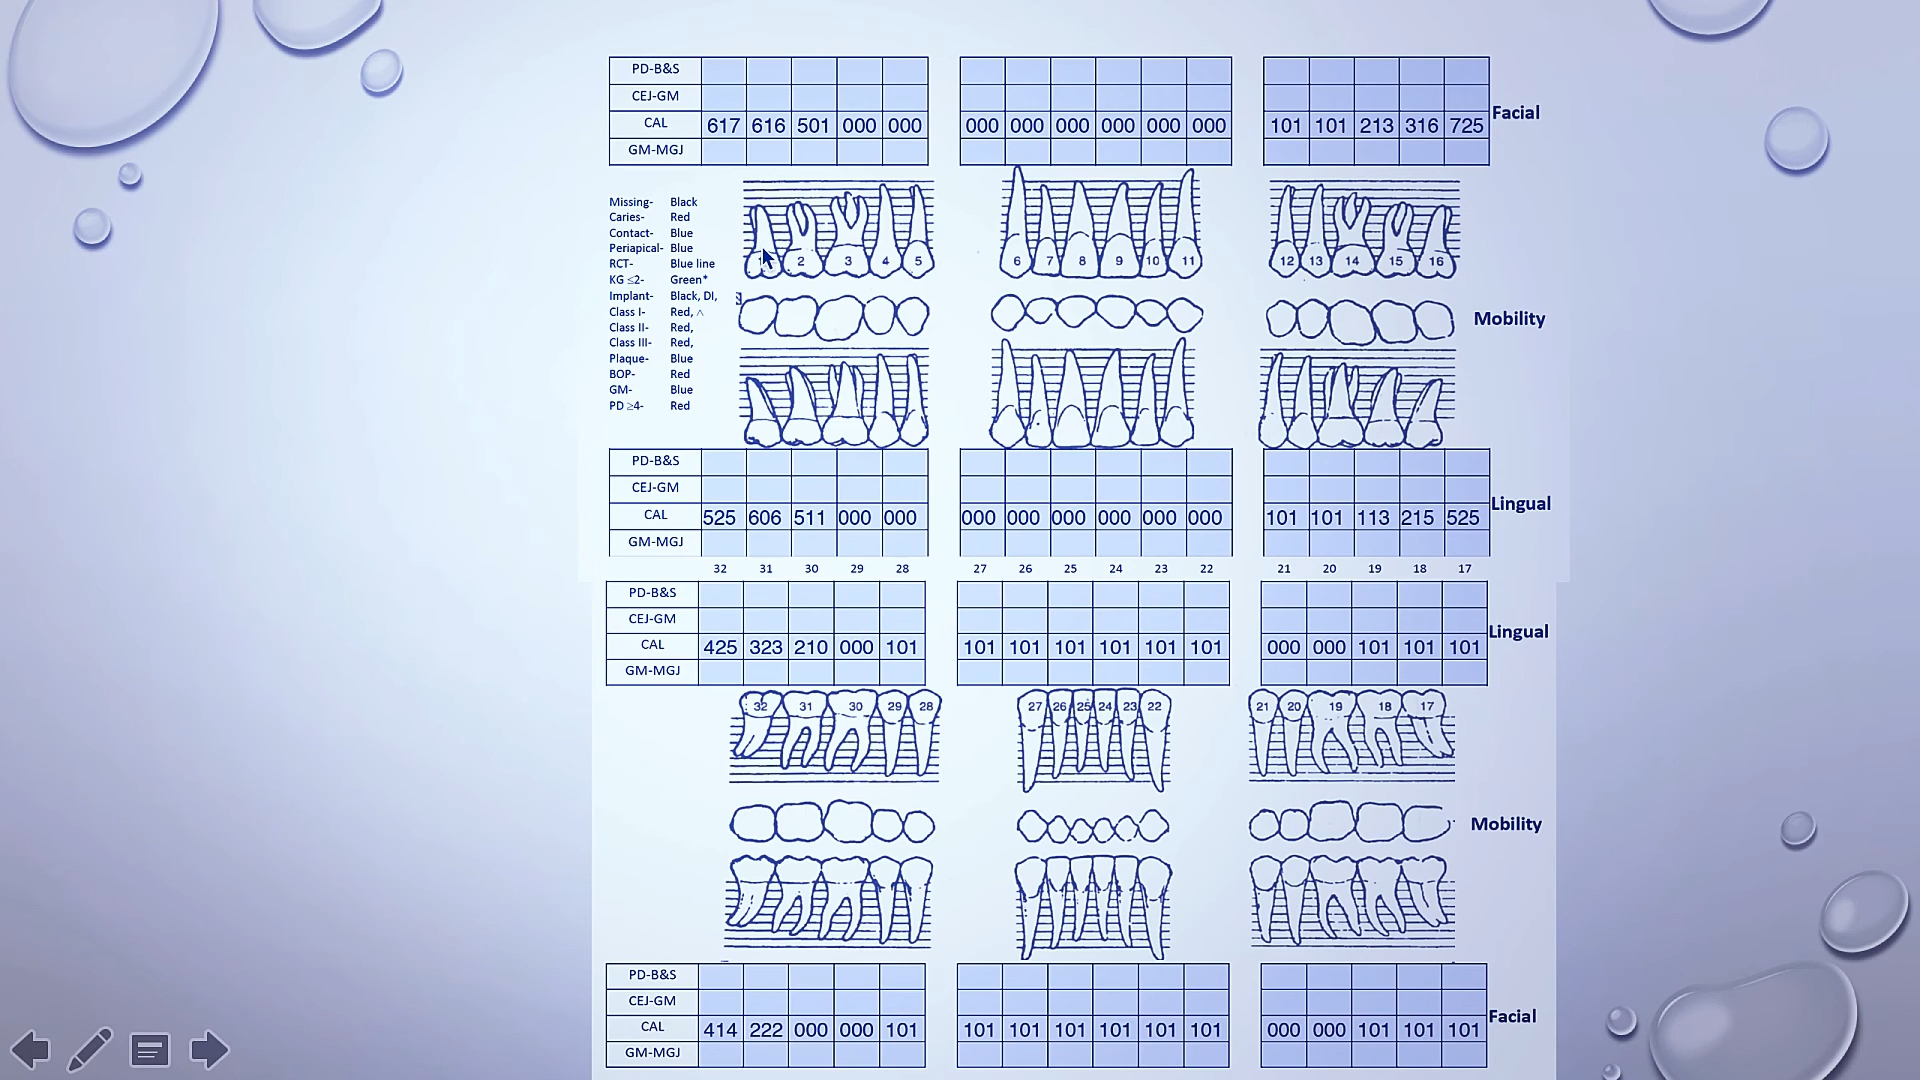 PD-B&S
CEJ-GM
CAL 617 616 501 000 000 000 000 000 000 000 000 101 101 213 316 725
GM-MGJ
Facial
Missing- Black
Caries- Red
Contact- Blue
Periapical- Blue
RCT- Blue line
KG ≤2- Green*
Implant- Black, DI,
Class I- Red, ^
Class II- Red,
Class III- Red,
Plaque- Blue
BOP- Red
GM- Blue
PD ≥4- Red
1 2 3 4 5 6 7 8 9 10 11 12 13 14 15 16
Mobility
PD-B&S
CEJ-GM
CAL 525 606 511 000 000 000 000 000 000 000 000 101 101 113 215 525
GM-MGJ
Lingual
32 31 30 29 28 27 26 25 24 23 22 21 20 19 18 17
PD-B&S
CEJ-GM
CAL 425 323 210 000 101 101 101 101 101 101 101 000 000 101 101 101
GM-MGJ
Lingual
32 31 30 29 28 27 26 25 24 23 22 21 20 19 18 17
Mobility
PD-B&S
CEJ-GM
CAL 414 222 000 000 101 101 101 101 101 101 101 000 000 101 101 101
GM-MGJ
Facial